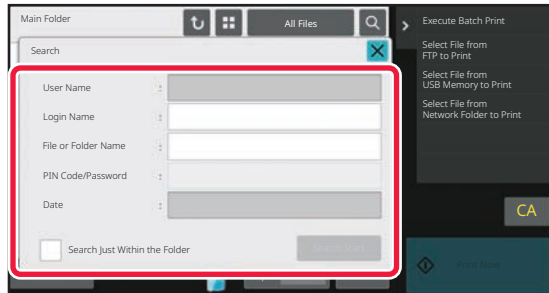 Main Folder
All Files
Search
User Name :
Login Name :
File or Folder Name :
PIN Code/Password :
Date :
Search Just Within the Folder
Search Start
Execute Batch Print
Select File from
FTP to Print
Select File from
USB Memory to Print
Select File from
Network Folder to Print
CA
Print Now